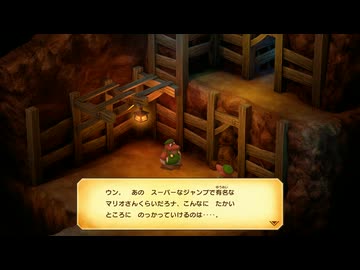 ウン、 あの スーパーなジャンプで有名な
マリオさんくらいだろナ、こんなに たかい
ところに のっかっていけるのは‥‥。